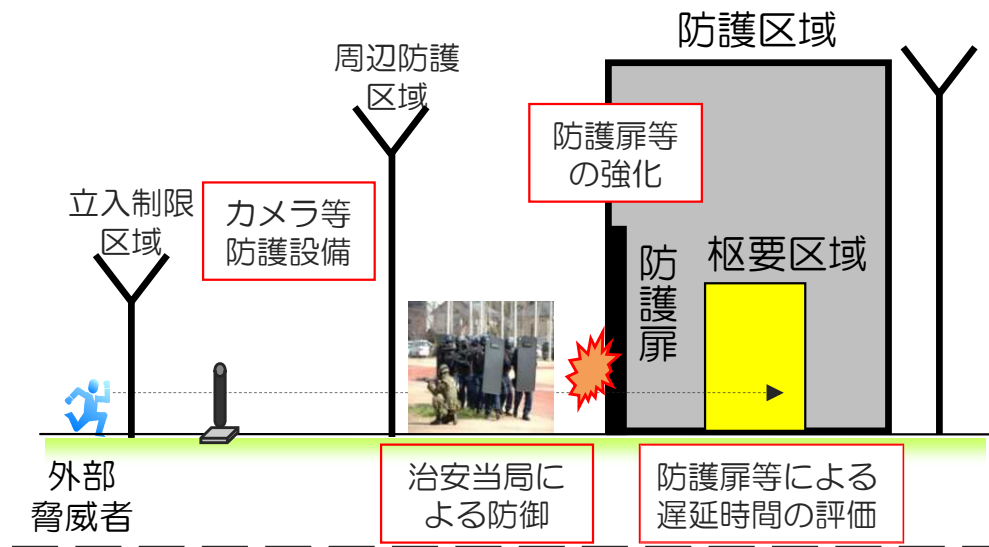 防護区域
周辺防護
区域
防護扉等
の強化
立入制限
区域
カメラ等
防護設備
防護扉
枢要区域
外部
脅威者
治安当局に
よる防御
防護扉等による
遅延時間の評価